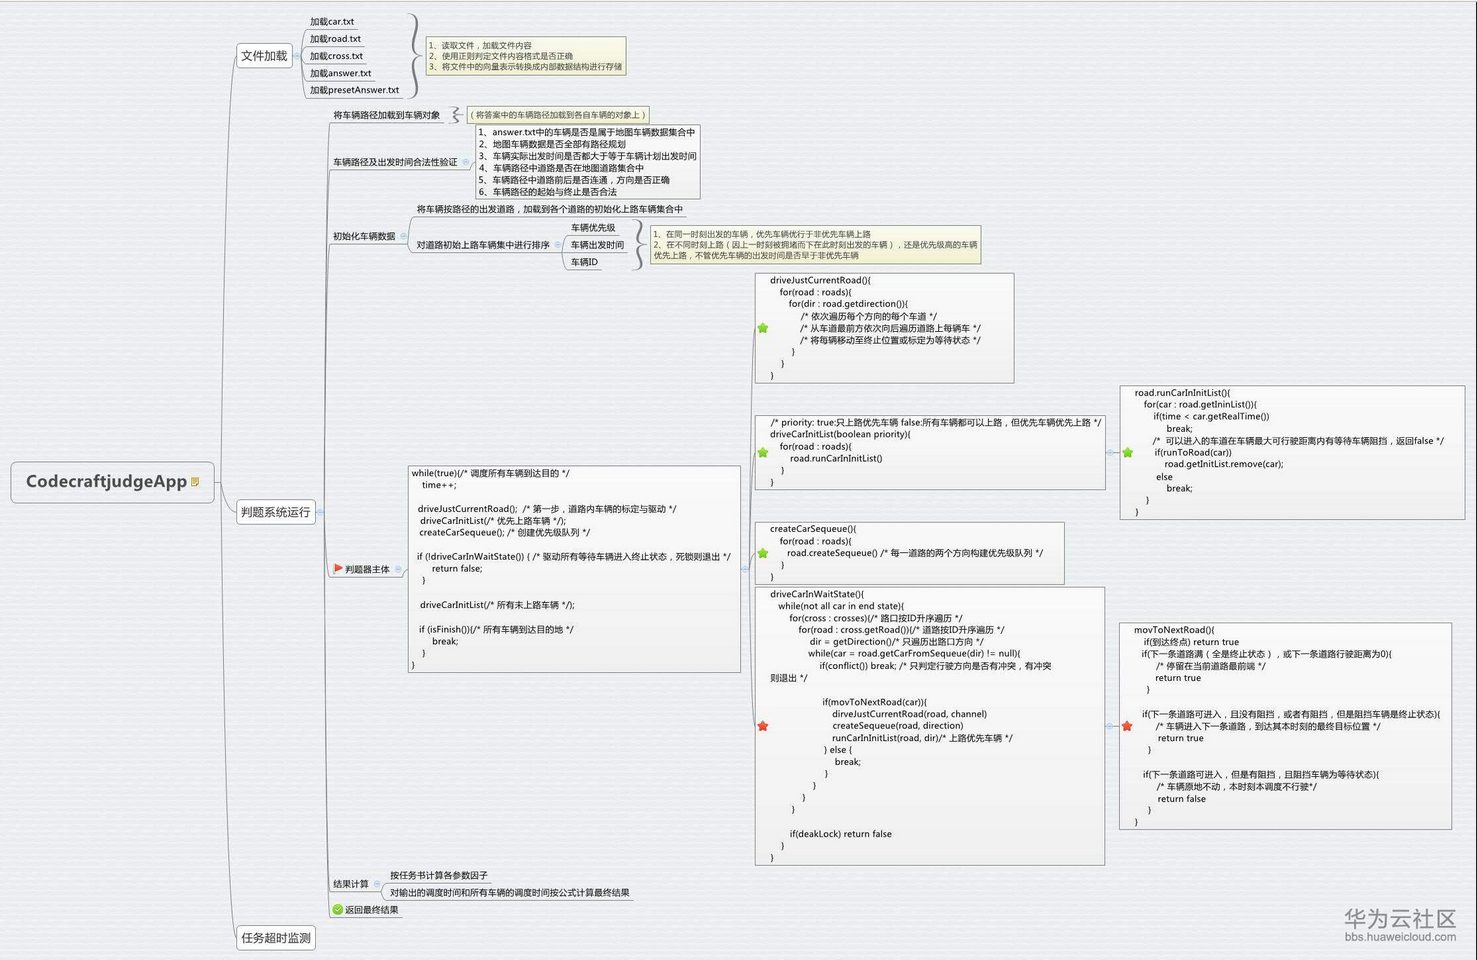 CodecraftjudgeApp
文件加载
加载car.txt
加载road.txt
加载cross.txt
加载answer.txt
加载presetAnswer.txt
1、读取文件，加载文件内容
2、使用正则判定文件内容格式是否正确
3、将文件中的向量表示转换成内部数据结构进行存储
判题系统运行
将车辆路径加载到车辆对象
（将答案中的车辆路径加载到各自车辆的对象上）
车辆路径及出发时间合法性验证
1、answer.txt中的车辆是否是属于地图车辆数据集合中
2、地图车辆数据是否全部有路径规划
3、车辆实际出发时间是否都大于等于车辆计划出发时间
4、车辆路径中道路是否在地图道路集合中
5、车辆路径中道路前后是否连通，方向是否正确
6、车辆路径的起始与终止是否合法
初始化车辆数据
将车辆按路径的出发道路，加载到各个道路的初始化上路车辆集合中
对道路初始上路车辆集中进行排序
车辆优先级
车辆出发时间
车辆ID
1、在同一时刻出发的车辆，优先车辆优行于非优先车辆上路
2、在不同时刻上路（因上一时刻被拥堵而下在此时刻出发的车辆），还是优先级高的车辆
优先上路，不管优先车辆的出发时间是否早于非优先车辆
判题器主体
while(true){/* 调度所有车辆到达目的 */
time++;
driveJustCurrentRoad(); /* 第一步，道路内车辆的标定与驱动 */
driveCarInitList(/* 优先上路车辆 */);
createCarSequeue(); /* 创建优先级队列 */
if (!driveCarInWaitState()) { /* 驱动所有等待车辆进入终止状态，死锁则退出 */
return false;
}
driveCarInitList(/* 所有未上路车辆 */);
if (isFinish()){/* 所有车辆到达目的地 */
break;
}
}
driveJustCurrentRoad(){
for(road : roads){
for(dir : road.getdirection()){
/* 依次遍历每个方向的每个车道 */
/* 从车道最前方依次向后遍历道路上每辆车 */
/* 将每辆移动至终止位置或标定为等待状态 */
}
}
}
/* priority: true:只上路优先车辆 false:所有车辆都可以上路，但优先车辆优先上路 */
driveCarInitList(boolean priority){
for(road : roads){
road.runCarInInitList()
}
}
road.runCarInInitList(){
for(car : road.getIninList()){
if(time < car.getRealTime())
break;
/* 可以进入的车道在车辆最大可行驶距离内有等待车辆阻挡，返回false */
if(runToRoad(car))
road.getInitList.remove(car);
else
break;
}
}
createCarSequeue(){
for(road : roads){
road.createSequeue() /* 每一道路的两个方向构建优先级队列 */
}
}
driveCarInWaitState(){
while(not all car in end state){
for(cross : crosses){/* 路口按ID升序遍历 */
for(road : cross.getRoad()){/* 道路按ID升序遍历 */
dir = getDirection()/* 只遍历出路口方向 */
while(car = road.getCarFromSequeue(dir) != null){
if(conflict()) break; /* 只判定行驶方向是否有冲突，有冲突
则退出 */
if(movToNextRoad(car)){
dirveJustCurrentRoad(road, channel)
createSequeue(road, direction)
runCarInInitList(road, dir)/* 上路优先车辆 */
} else {
break;
}
}
}
}
if(deakLock) return false
}
}
movToNextRoad(){
if(到达终点) return true
if(下一条道路满（全是终止状态），或下一条道路行驶距离为0){
/* 停留在当前道路最前端 */
return true
}
if(下一条道路可进入，且没有阻挡，或者有阻挡，但是阻挡车辆是终止状态){
/* 车辆进入下一条道路，到达其本时刻的最终目标位置 */
return true
}
if(下一条道路可进入，但是有阻挡，且阻挡车辆为等待状态){
/* 车辆原地不动，本时刻本调度不行驶*/
return false
}
}
结果计算
按任务书计算各参数因子
对输出的调度时间和所有车辆的调度时间按公式计算最终结果
返回最终结果
任务超时监测
华为云社区
bbs.huaweicloud.com